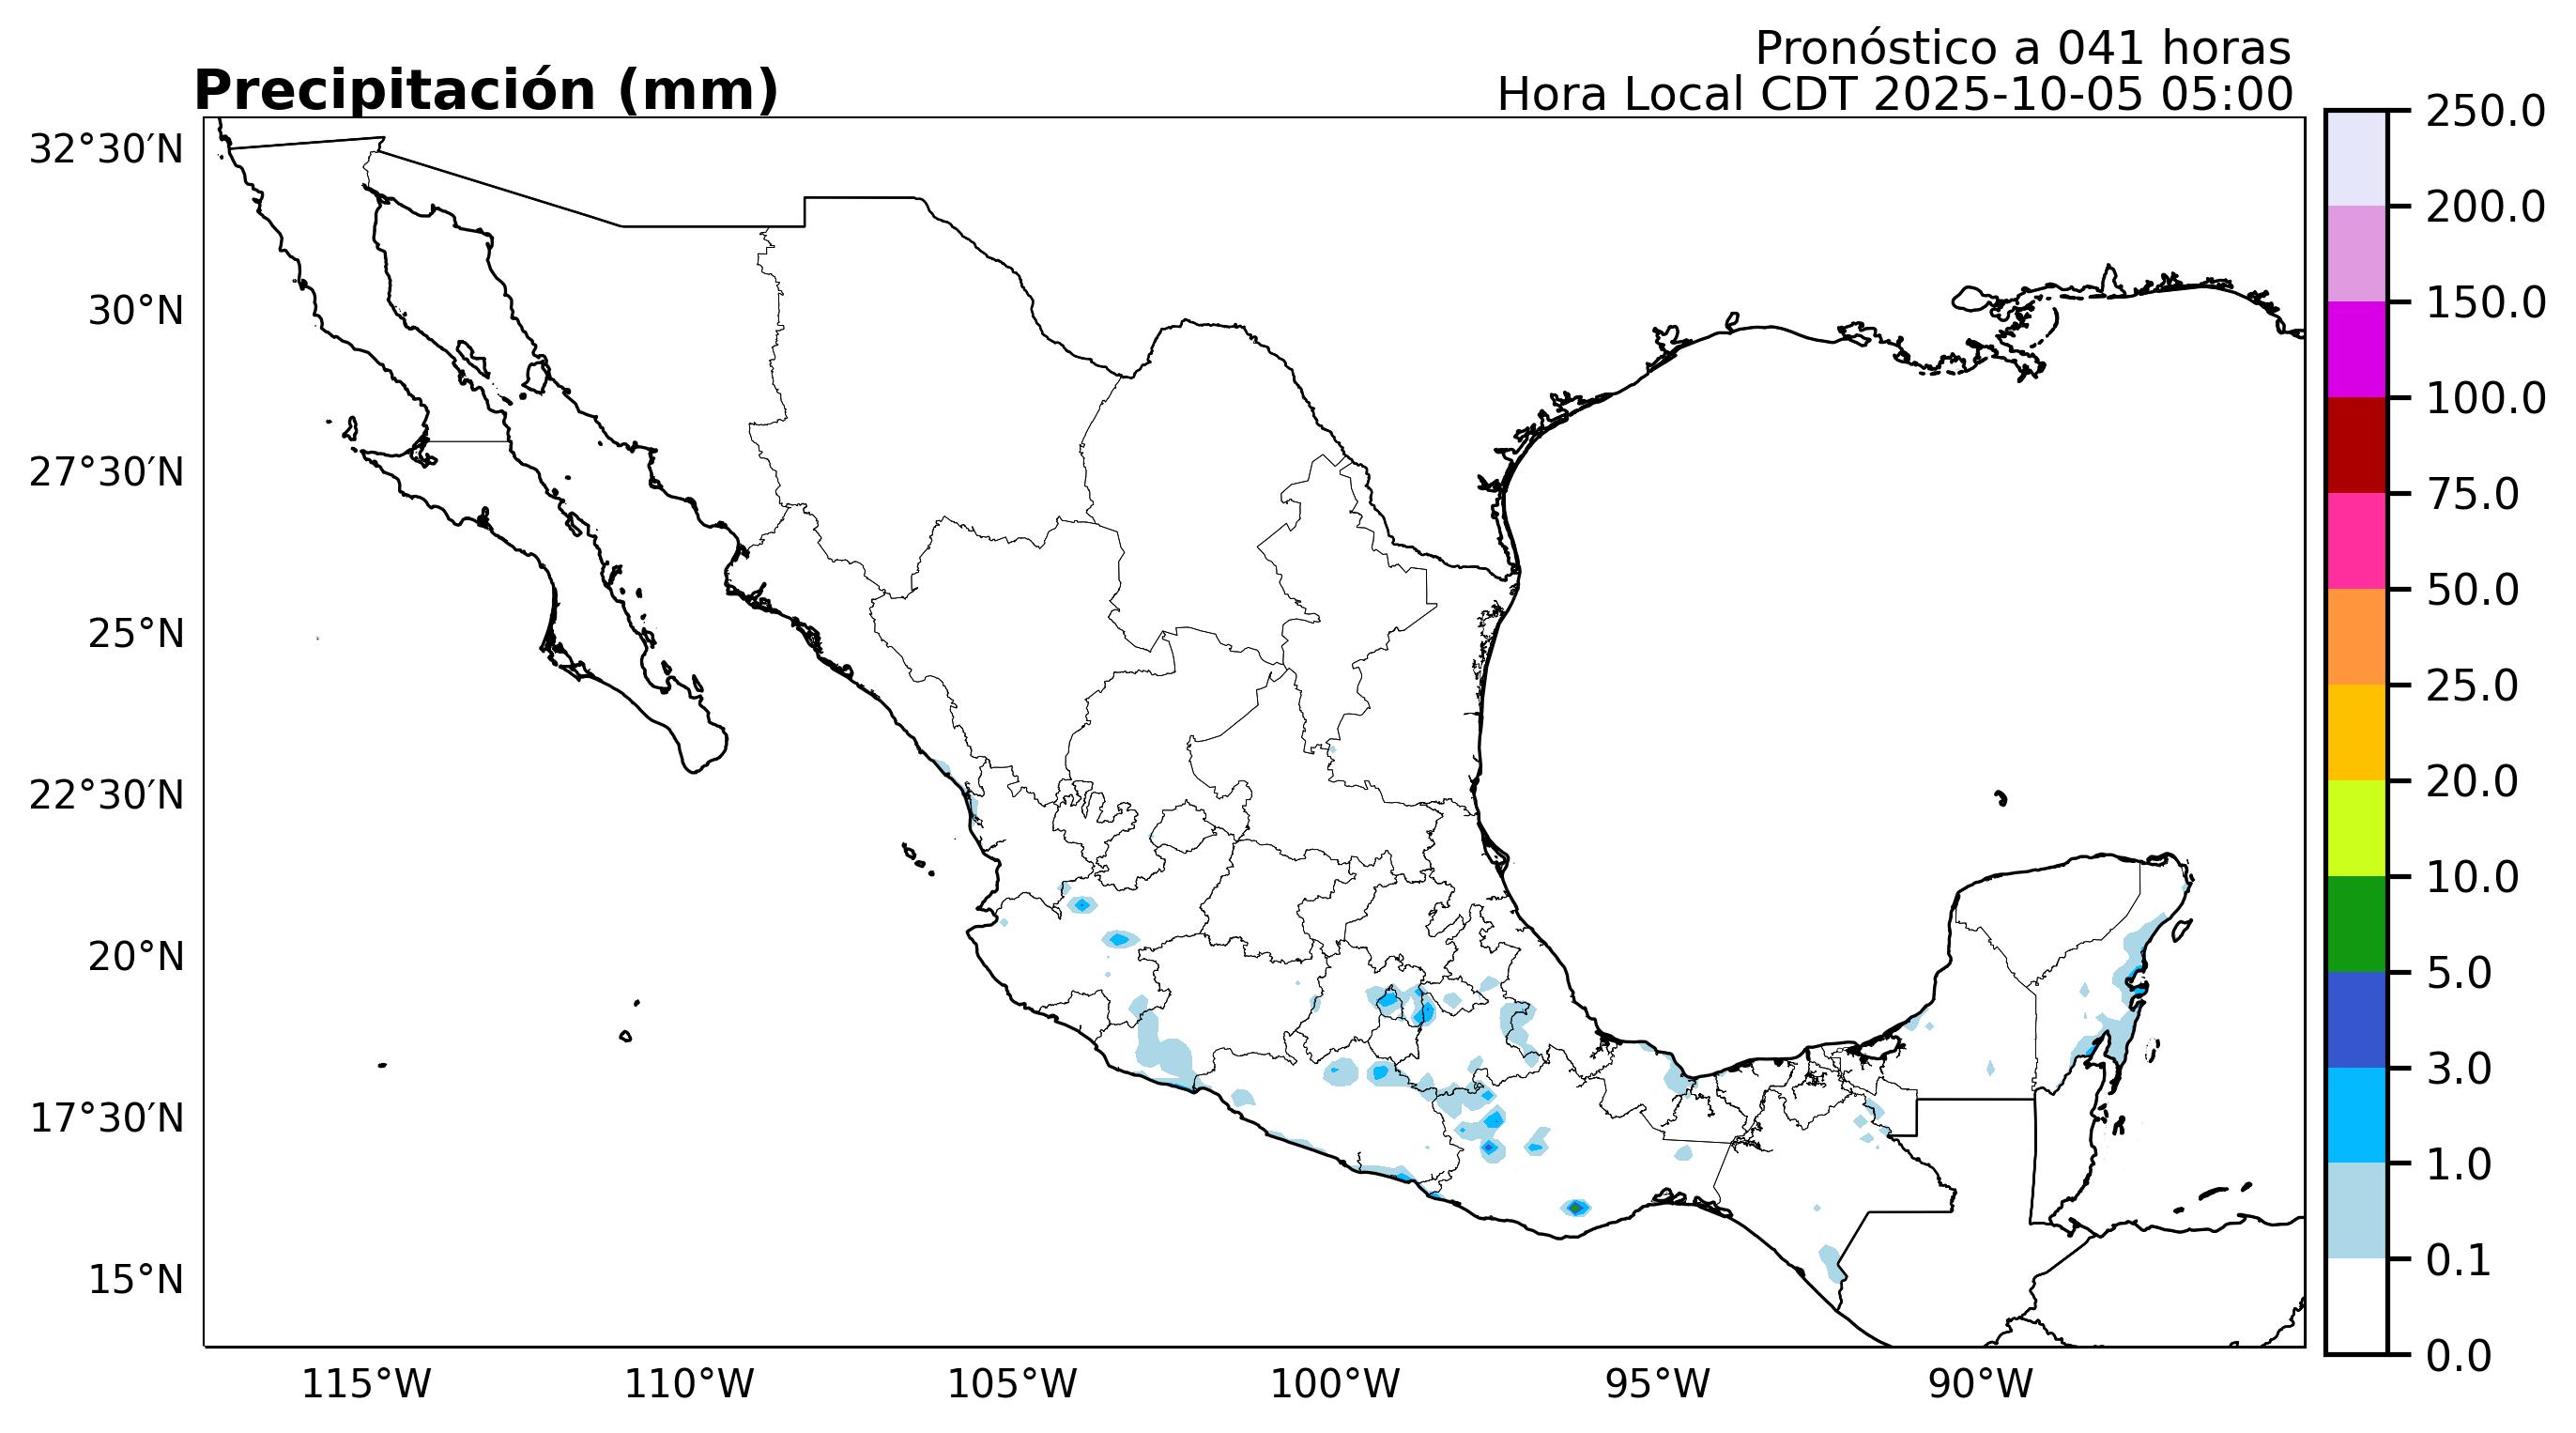 Pronóstico a 041 horas
Precipitación (mm)
Hora Local CDT 2025-10-05 05:00
32°30′N
30°N
27°30′N
25°N
22°30′N
20°N
17°30′N
15°N
115°W
110°W
105°W
100°W
95°W
90°W
250.0
200.0
150.0
100.0
75.0
50.0
25.0
20.0
10.0
5.0
3.0
1.0
0.1
0.0